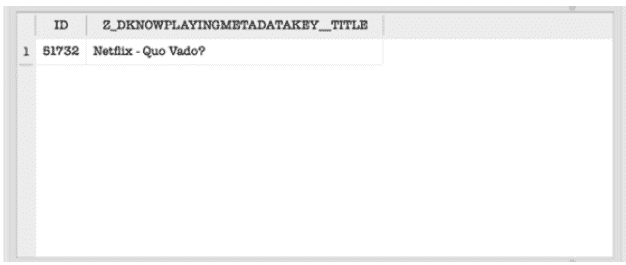 ID Z_DKNOWPLAYINGMETADATAKEY__TITLE
1 51732 Netflix - Quo Vado?